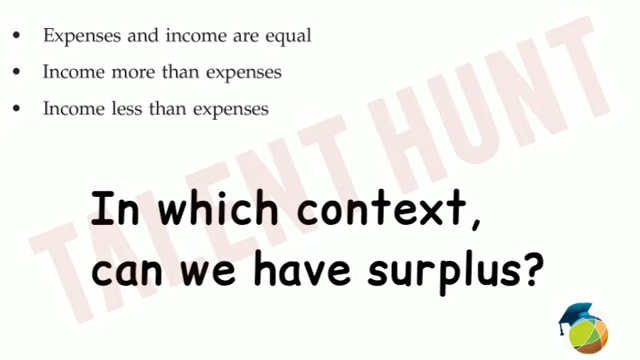 • Expenses and income are equal
• Income more than expenses
• Income less than expenses
TALENT HUNT
In which context,
can we have surplus?